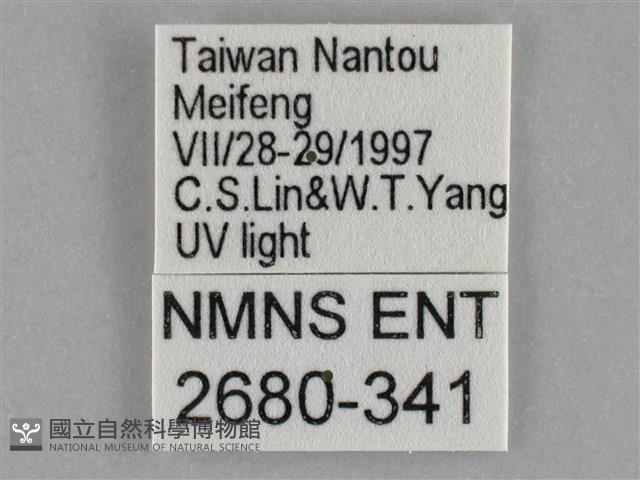 Taiwan Nantou
Meifeng
VII/28-29/1997
C.S.Lin&W.T.Yang
UV light
NMNS ENT
2680-341
國立自然科學博物館
NATIONAL MUSEUM OF NATURAL SCIENCE